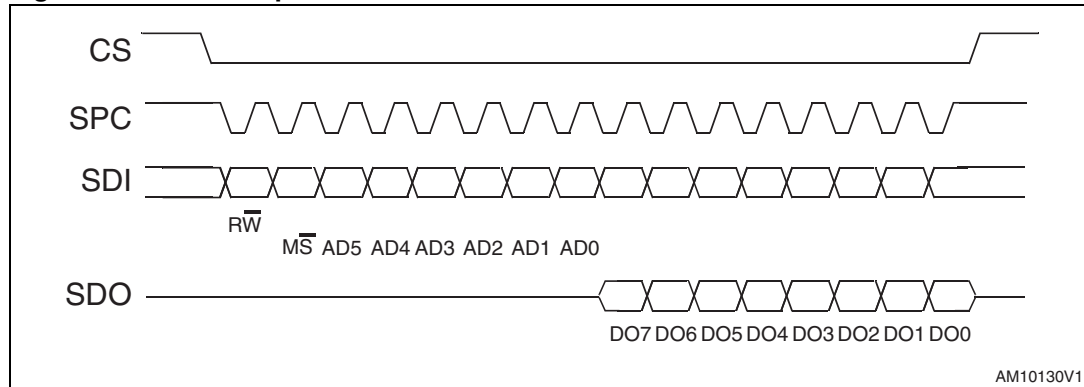 CS
SPC
SDI
RW̅
MS̅ AD5 AD4 AD3 AD2 AD1 AD0
SDO
DO7 DO6 DO5 DO4 DO3 DO2 DO1 DO0
AM10130V1